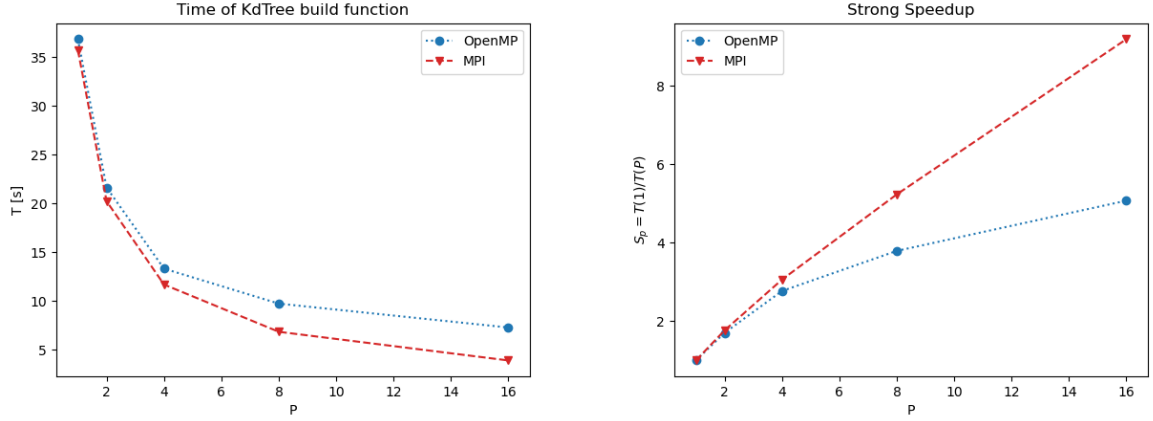 Time of KdTree build function
OpenMP
MPI
35
30
25
20
15
10
5
T [s]
2 4 6 8 10 12 14 16
P
Strong Speedup
OpenMP
MPI
8
6
4
2
S_p = T(1)/T(P)
2 4 6 8 10 12 14 16
P